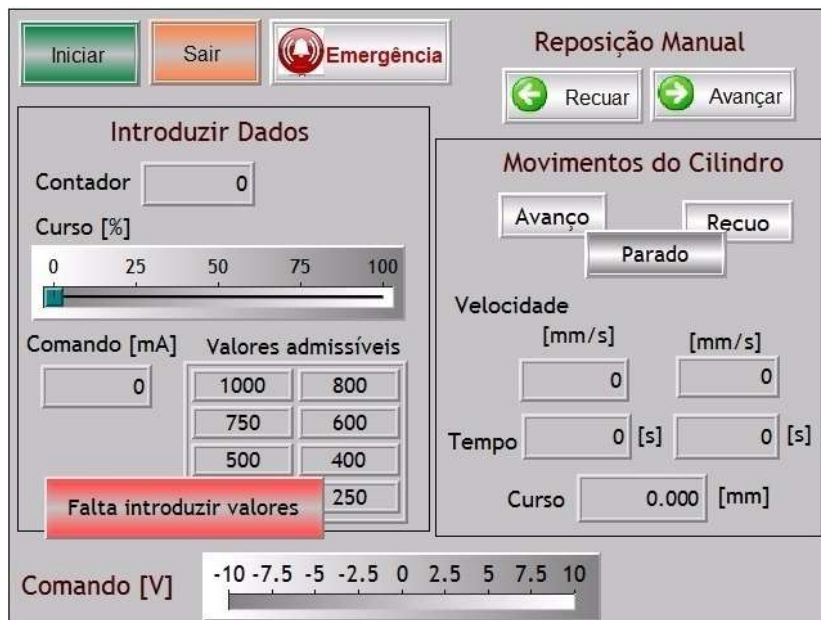 Iniciar
Sair
Emergência
Reposição Manual
Recuar
Avançar
Introduzir Dados
Contador
0
Curso [%]
0 25 50 75 100
Comando [mA]
0
Valores admissíveis
1000 800
750 600
500 400
250
Falta introduzir valores
Movimentos do Cilindro
Avanço
Recuo
Parado
Velocidade
[mm/s] [mm/s]
0 0
Tempo 0 [s] 0 [s]
Curso 0.000 [mm]
Comando [V]
-10 -7.5 -5 -2.5 0 2.5 5 7.5 10